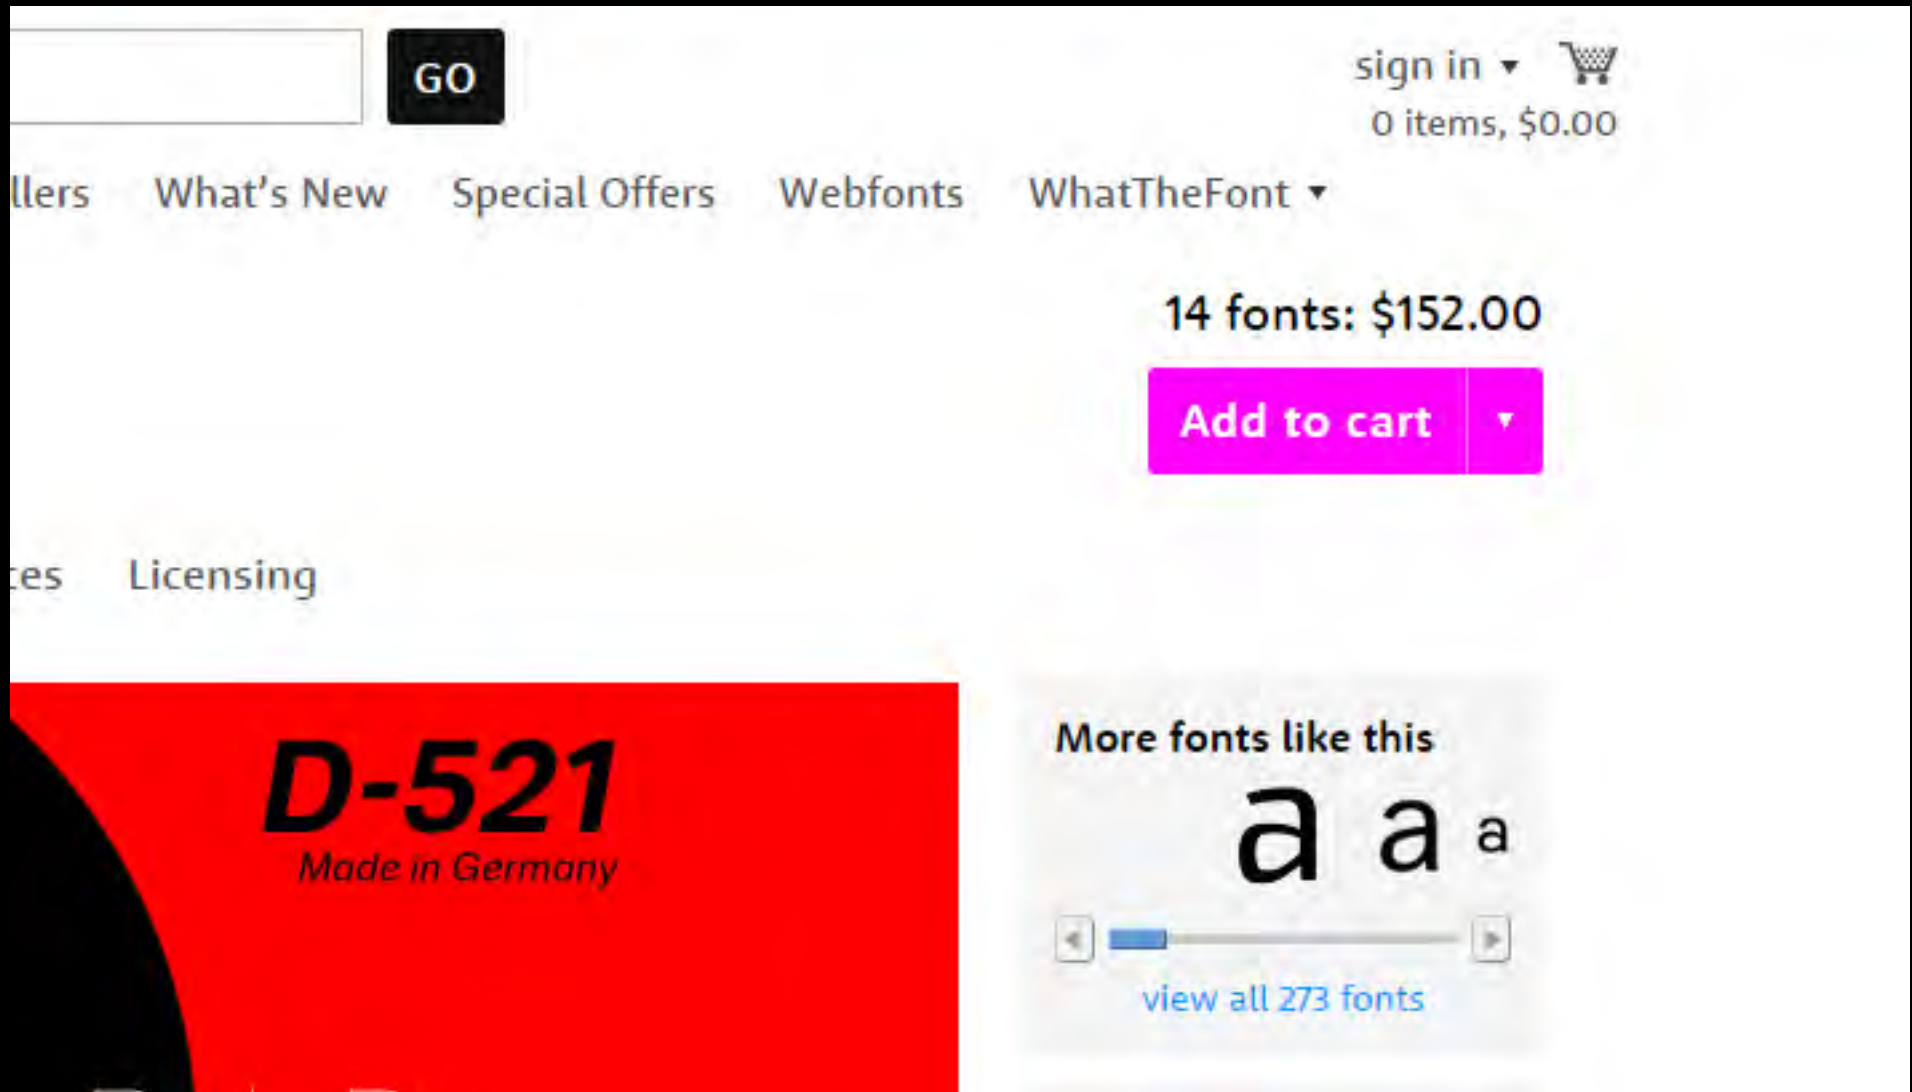 GO
sign in
0 items, $0.00
llers What's New Special Offers Webfonts WhatTheFont
14 fonts: $152.00
Add to cart
ces Licensing
D-521
Made in Germany
More fonts like this
a a a
view all 273 fonts